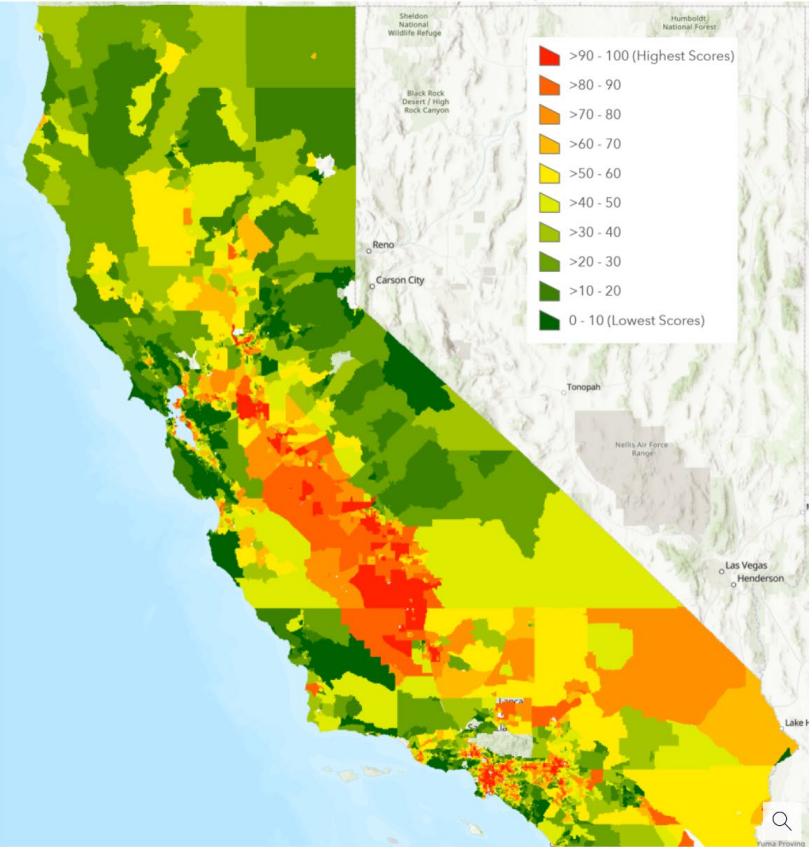 Sheldon
National
Wildlife Refuge
Humboldt
National Forest
>90 - 100 (Highest Scores)
>80 - 90
>70 - 80
>60 - 70
>50 - 60
>40 - 50
>30 - 40
>20 - 30
>10 - 20
0 - 10 (Lowest Scores)
Black Rock
Desert / High
Rock Canyon
Reno
Carson City
Tonopah
Nellis Air Force
Range
Las Vegas
Henderson
Lanca
Lake H
Yuma Proving